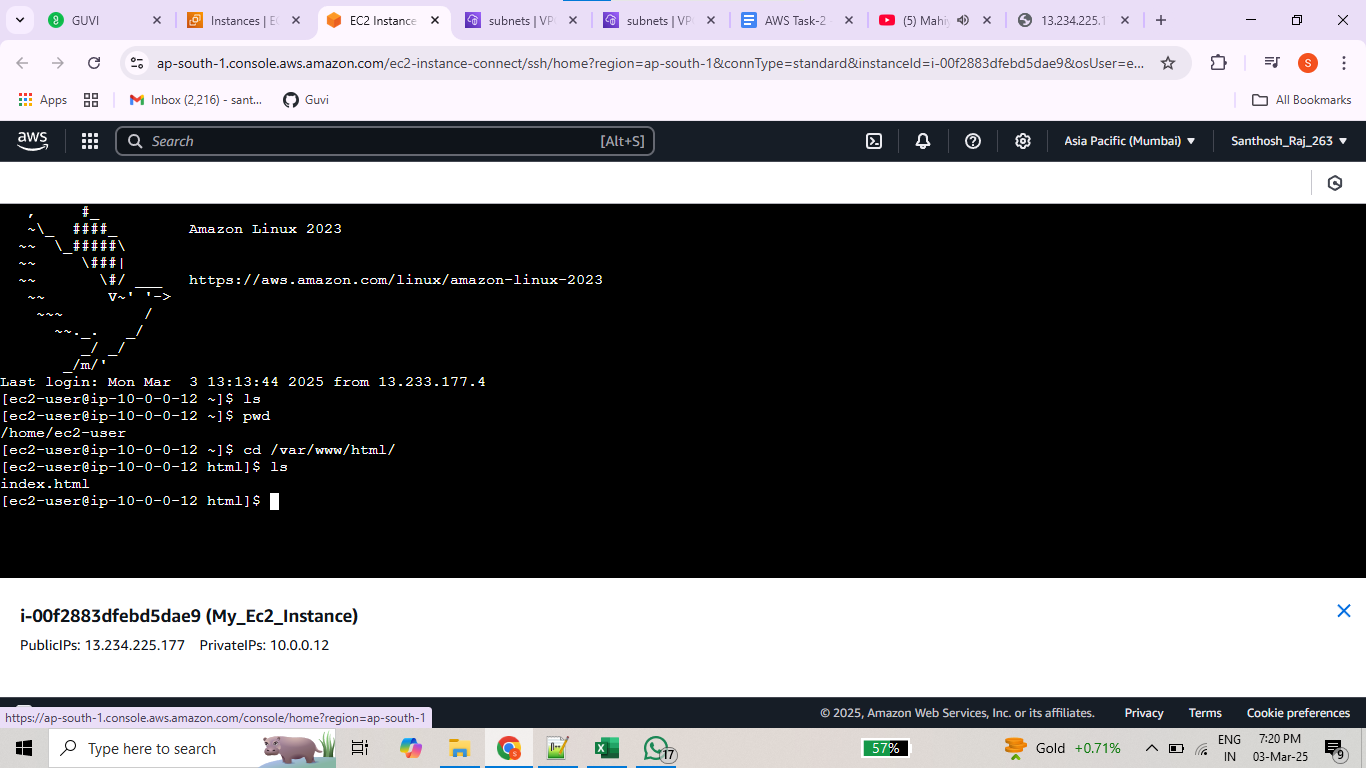 GUVI
Instances | EC
EC2 Instance
subnets | VPC
subnets | VPC
AWS Task-2 -
(5) Mahi
13.234.225.1
ap-south-1.console.aws.amazon.com/ec2-instance-connect/ssh/home?region=ap-south-1&connType=standard&instanceId=i-00f2883dfebd5dae9&osUser=e...
S
Apps
Inbox (2,216) - sant...
Guvi
All Bookmarks
aws
Search
[Alt+S]
Asia Pacific (Mumbai)
Santhosh_Raj_263
   ,     #_
   ~\_  ####_        Amazon Linux 2023
  ~~  \_#####\
  ~~     \###|
  ~~       \#/ ___   https://aws.amazon.com/linux/amazon-linux-2023
   ~~       V~' '->
    ~~~         /
      ~~._.   _/
         _/ _/
       _/m/'
Last login: Mon Mar  3 13:13:44 2025 from 13.233.177.4
[ec2-user@ip-10-0-0-12 ~]$ ls
[ec2-user@ip-10-0-0-12 ~]$ pwd
/home/ec2-user
[ec2-user@ip-10-0-0-12 ~]$ cd /var/www/html/
[ec2-user@ip-10-0-0-12 html]$ ls
index.html
[ec2-user@ip-10-0-0-12 html]$
i-00f2883dfebd5dae9 (My_Ec2_Instance)
PublicIPs: 13.234.225.177 PrivateIPs: 10.0.0.12
https://ap-south-1.console.aws.amazon.com/console/home?region=ap-south-1
© 2025, Amazon Web Services, Inc. or its affiliates.
Privacy
Terms
Cookie preferences
Type here to search
17
57%
Gold +0.71%
ENG
IN
7:20 PM
03-Mar-25
9